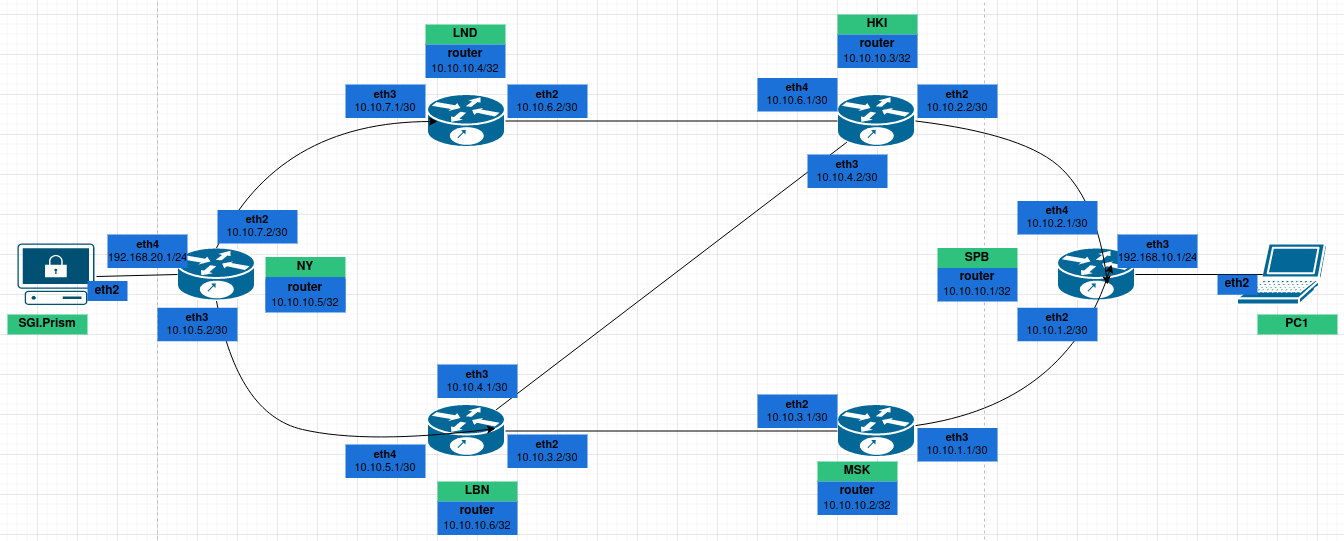 LND
router
10.10.10.4/32
eth3
10.10.7.1/30
eth2
10.10.6.2/30
HKI
router
10.10.10.3/32
eth4
10.10.6.1/30
eth2
10.10.2.2/30
eth3
10.10.4.2/30
eth2
10.10.7.2/30
eth4
192.168.20.1/24
eth2
SGI.Prism
NY
router
10.10.10.5/32
eth3
10.10.5.2/30
eth4
10.10.2.1/30
SPB
router
10.10.10.1/32
eth3
192.168.10.1/24
eth2
PC1
eth2
10.10.1.2/30
eth3
10.10.4.1/30
eth4
10.10.5.1/30
eth2
10.10.3.2/30
LBN
router
10.10.10.6/32
eth2
10.10.3.1/30
eth3
10.10.1.1/30
MSK
router
10.10.10.2/32